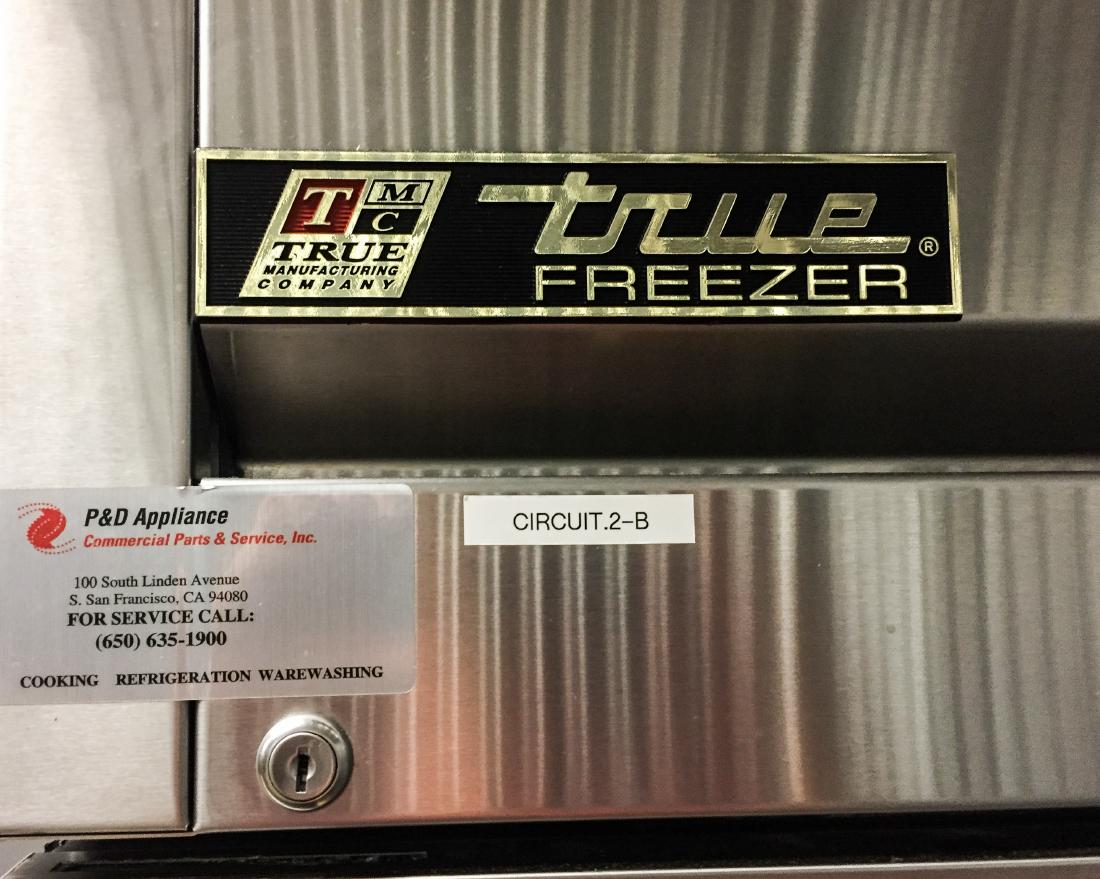 T M C
TRUE
MANUFACTURING
COMPANY
true®
FREEZER
P&D Appliance
Commercial Parts & Service, Inc.
100 South Linden Avenue
S. San Francisco, CA 94080
FOR SERVICE CALL:
(650) 635-1900
COOKING REFRIGERATION WAREWASHING
CIRCUIT.2-B